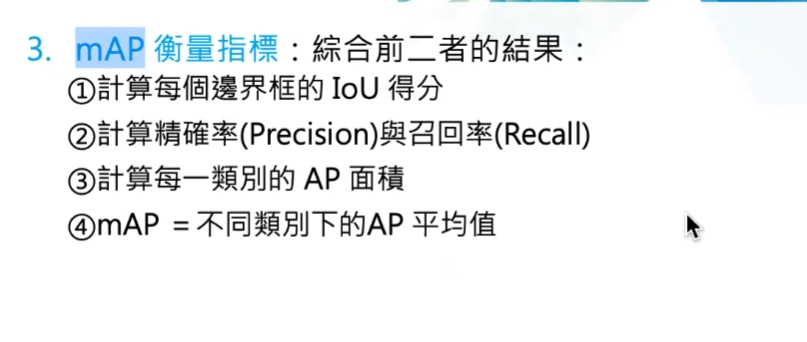 3. mAP 衡量指標：綜合前二者的結果：
①計算每個邊界框的 IoU 得分
②計算精確率(Precision)與召回率(Recall)
③計算每一類別的 AP 面積
④mAP = 不同類別下的AP 平均值